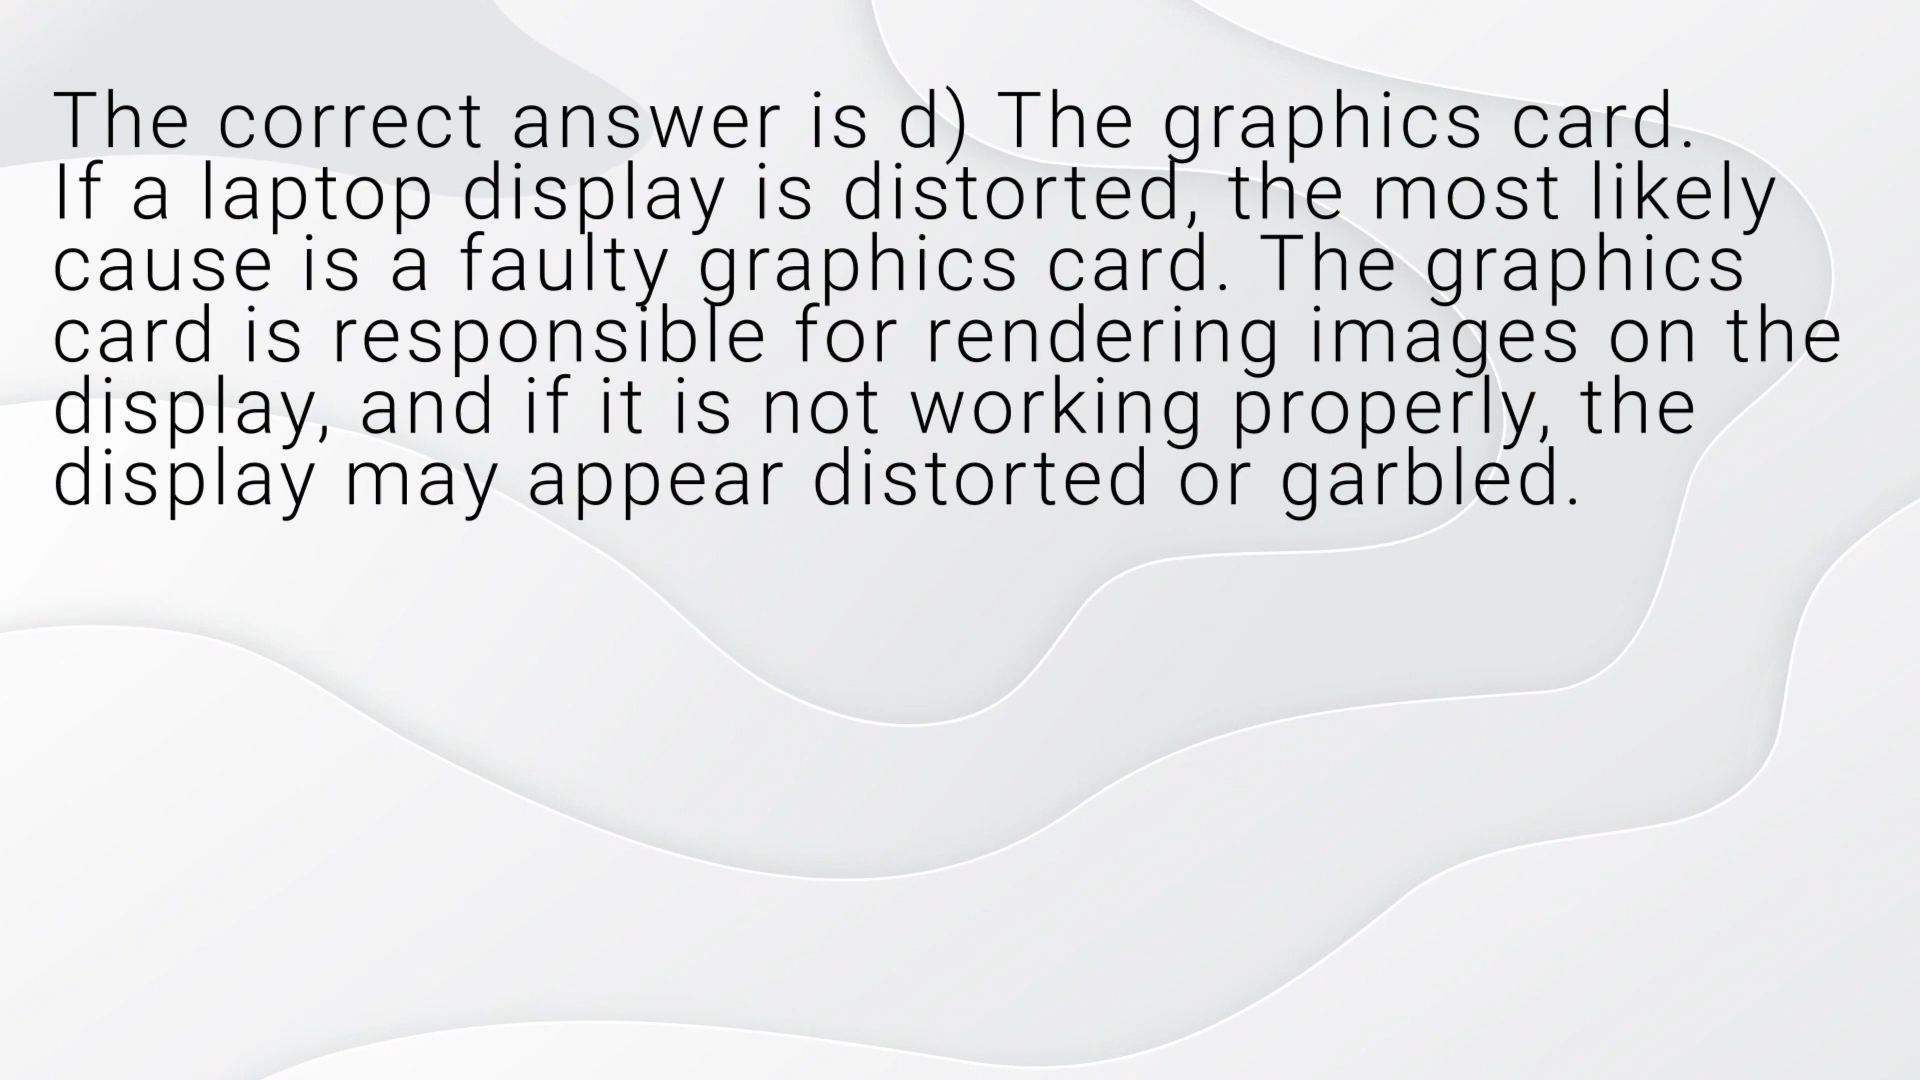 The correct answer is d) The graphics card.
If a laptop display is distorted, the most likely
cause is a faulty graphics card. The graphics
card is responsible for rendering images on the
display, and if it is not working properly, the
display may appear distorted or garbled.